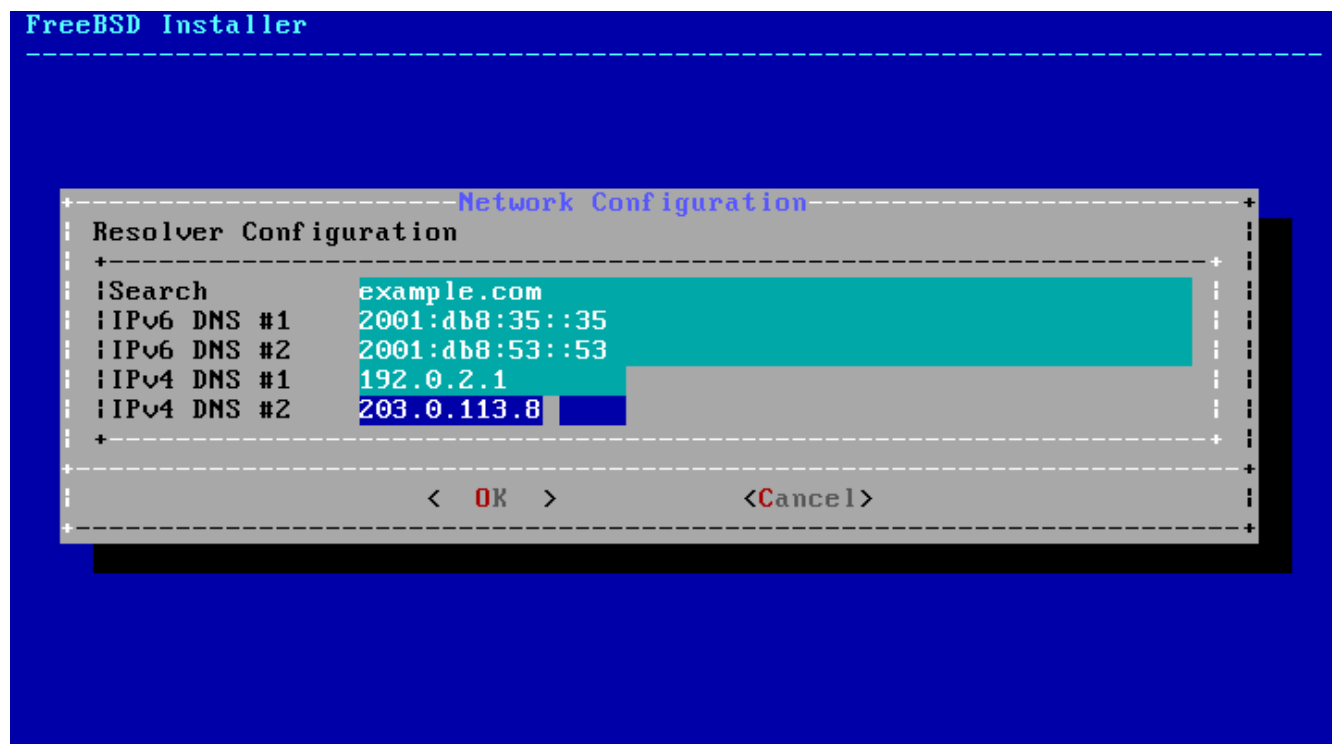 FreeBSD Installer
Network Configuration
Resolver Configuration
Search example.com
IPv6 DNS #1 2001:db8:35::35
IPv6 DNS #2 2001:db8:53::53
IPv4 DNS #1 192.0.2.1
IPv4 DNS #2 203.0.113.8
< OK > <Cancel>